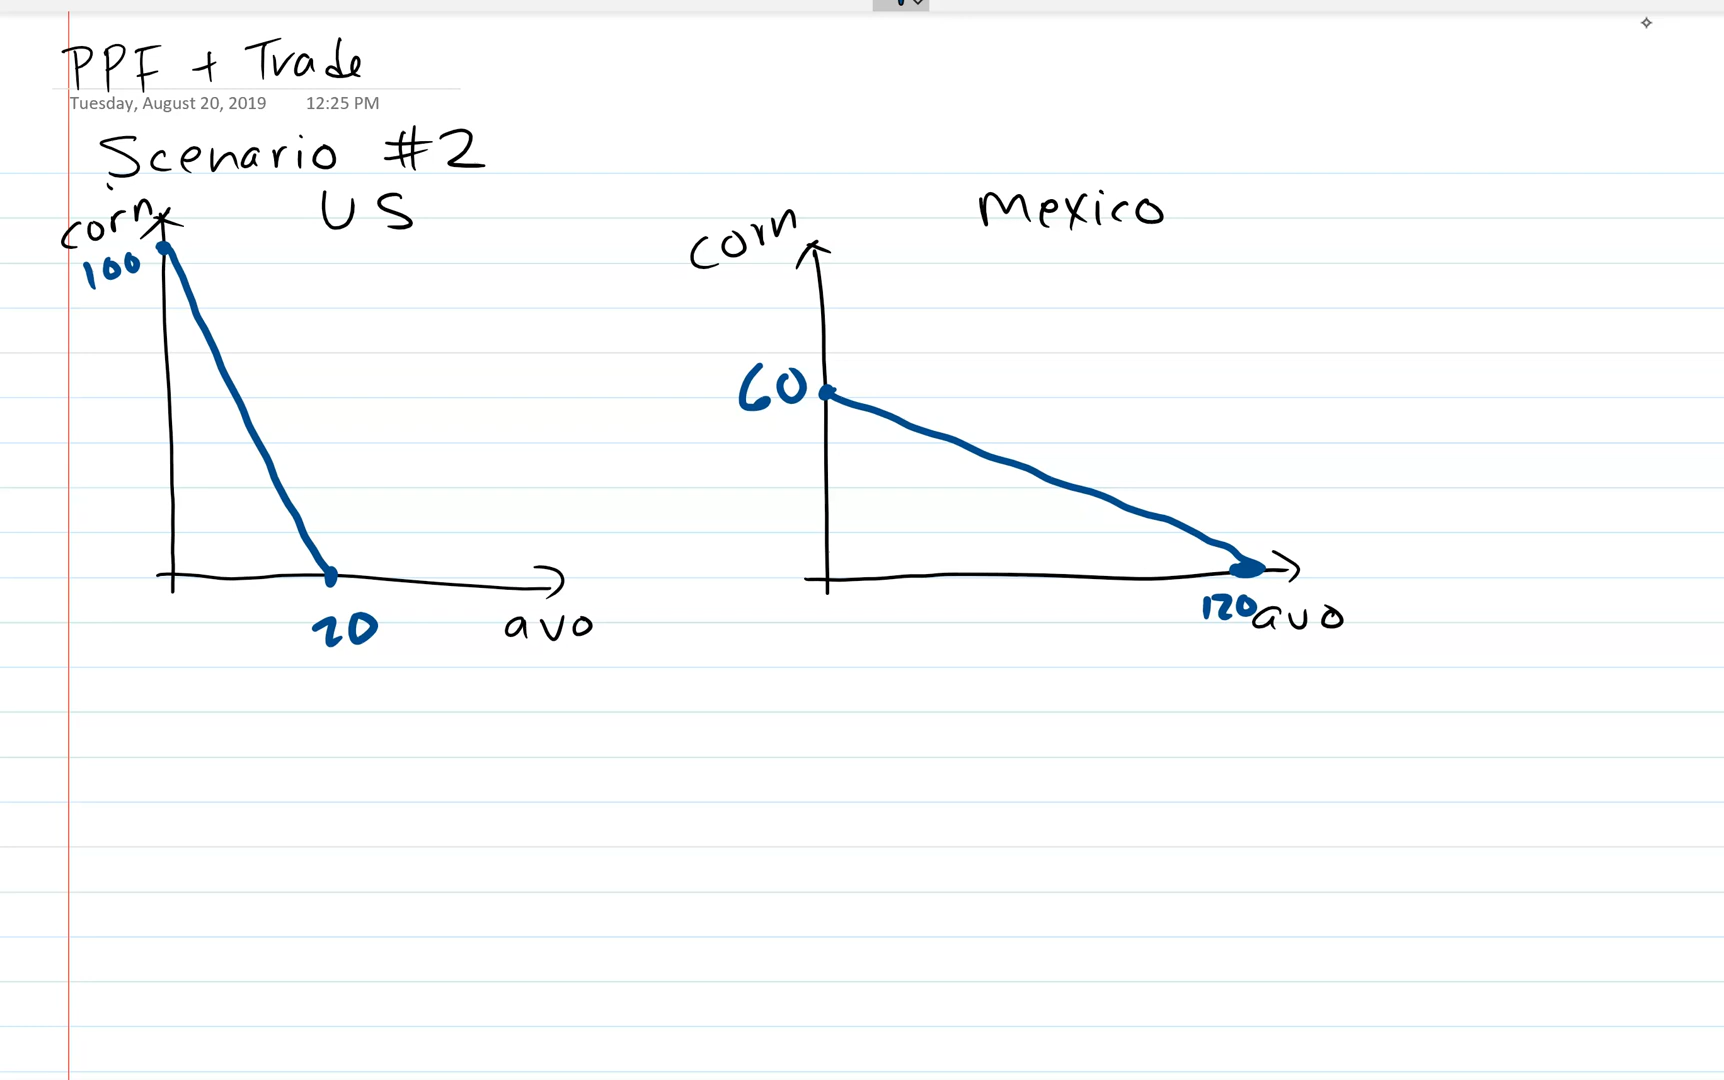 PPF + Trade
Tuesday, August 20, 2019 12:25 PM
Scenario #2
US
Mexico
corn
100
20
avo
corn
60
120
avo